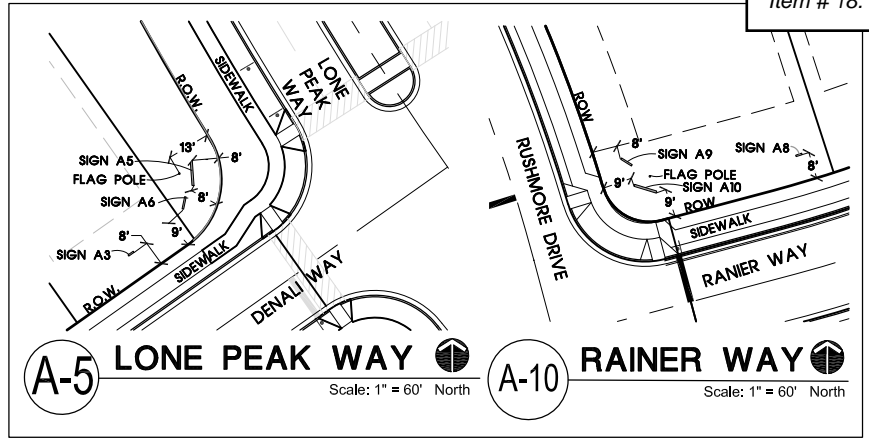 Item # 18.
R.O.W.
SIDEWALK
LONE
PEAK
WAY
13'
SIGN A5
8'
FLAG POLE
SIGN A6
8'
9'
8'
SIGN A3
SIDEWALK
R.O.W.
DENALI WAY
A-5
LONE PEAK WAY
Scale: 1" = 60' North
ROW
8'
SIGN A9
SIGN A8
RUSHMORE DRIVE
FLAG POLE
8'
9'
SIGN A10
9'
ROW
SIDEWALK
RANIER WAY
A-10
RAINER WAY
Scale: 1" = 60' North